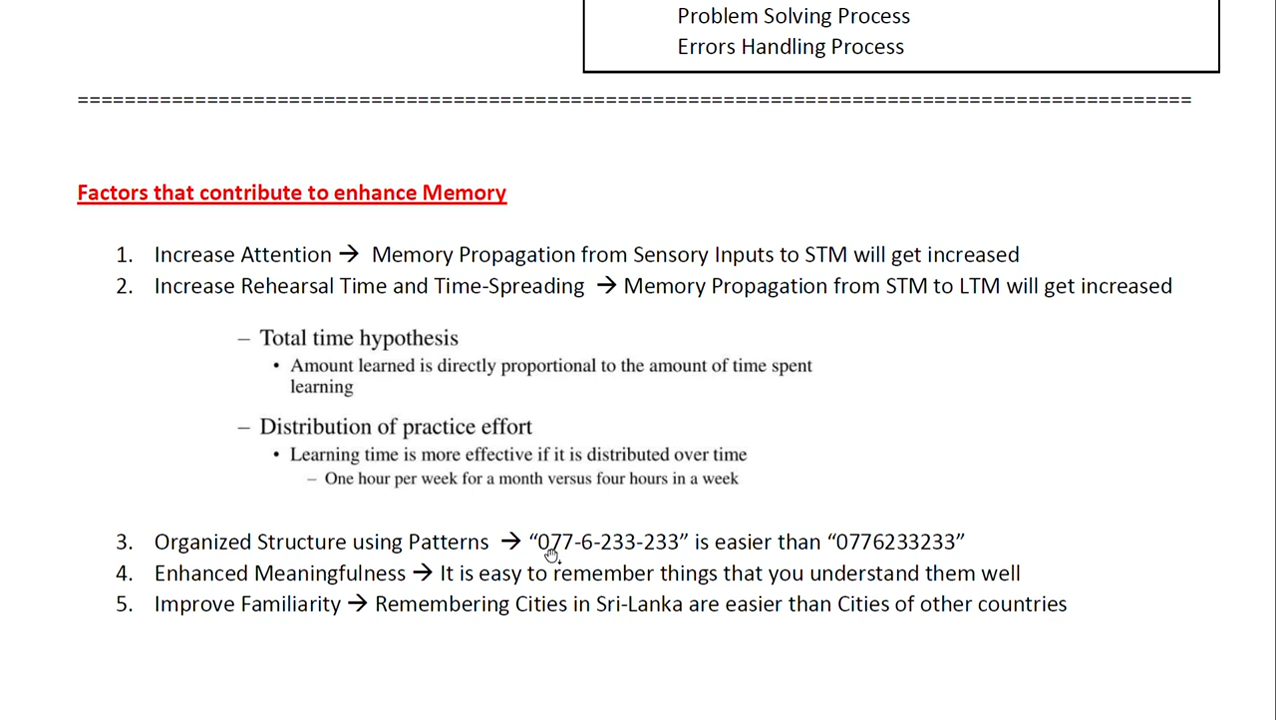 Problem Solving Process
Errors Handling Process
===============================================================================================
Factors that contribute to enhance Memory
1. Increase Attention → Memory Propagation from Sensory Inputs to STM will get increased
2. Increase Rehearsal Time and Time-Spreading → Memory Propagation from STM to LTM will get increased
– Total time hypothesis
• Amount learned is directly proportional to the amount of time spent
learning
– Distribution of practice effort
• Learning time is more effective if it is distributed over time
– One hour per week for a month versus four hours in a week
3. Organized Structure using Patterns → “077-6-233-233” is easier than “0776233233”
4. Enhanced Meaningfulness → It is easy to remember things that you understand them well
5. Improve Familiarity → Remembering Cities in Sri-Lanka are easier than Cities of other countries